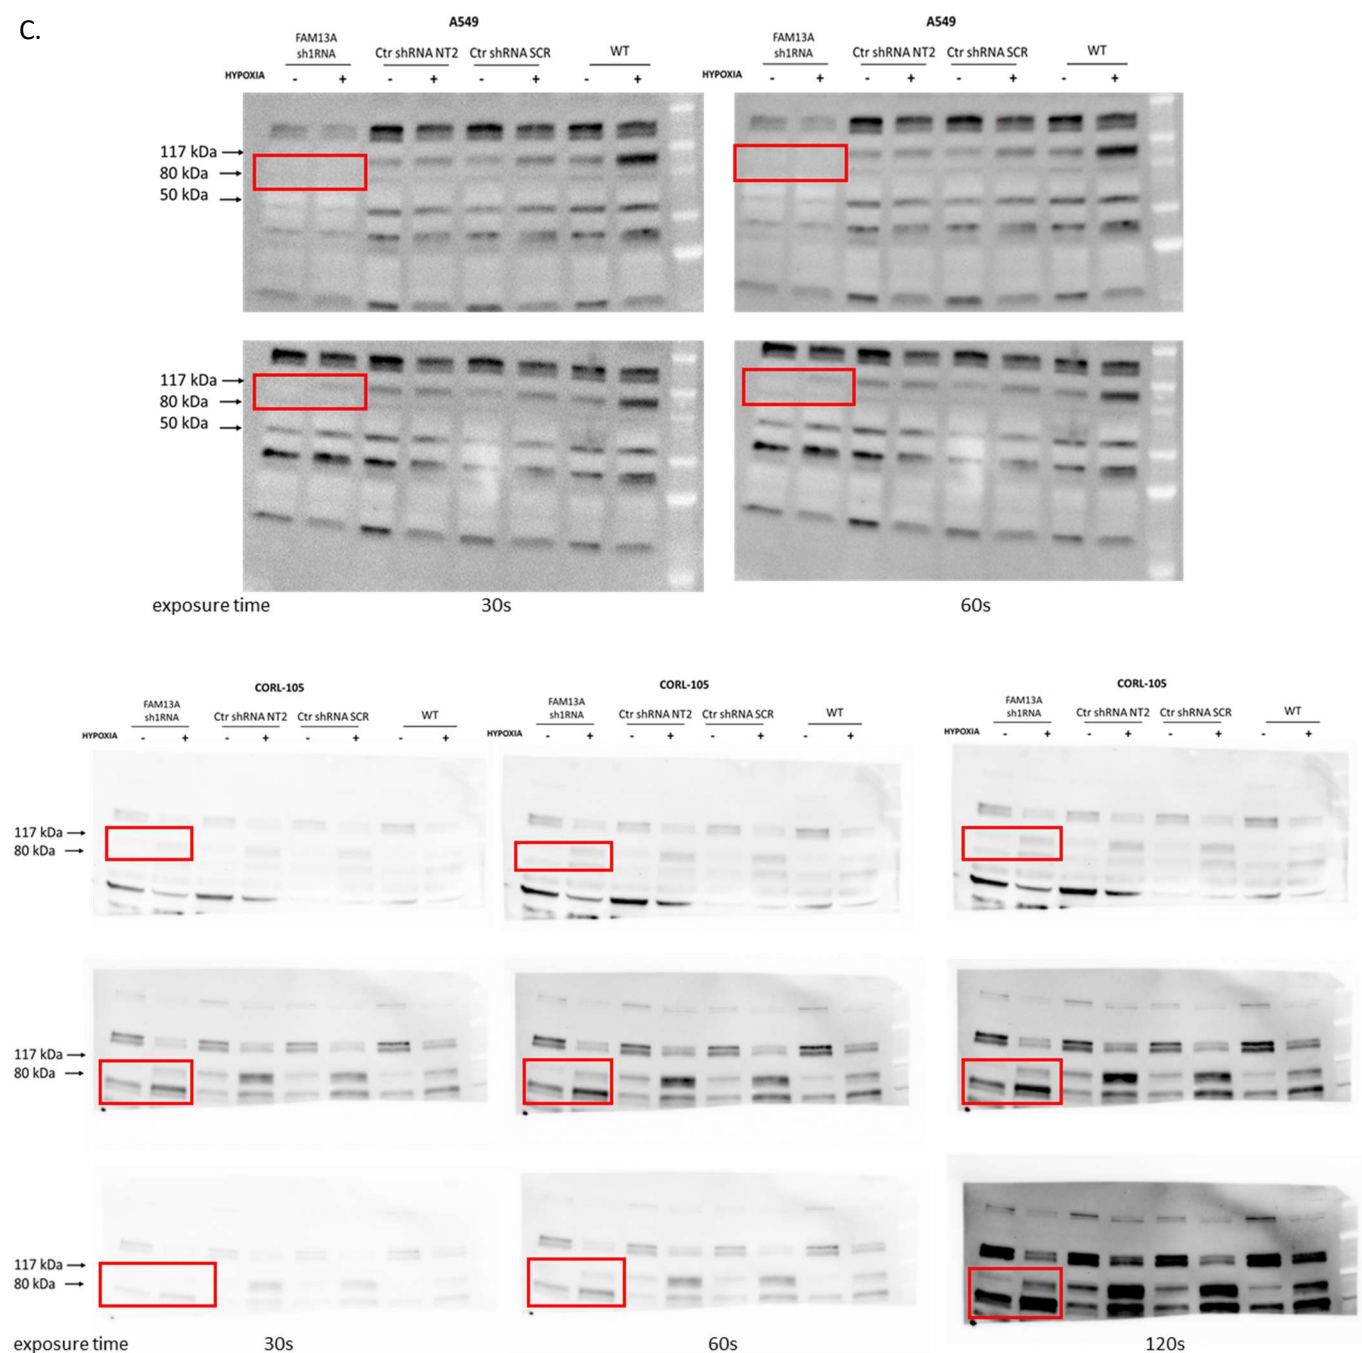 C.
A549
FAM13A
sh1RNA
Ctr shRNA NT2
Ctr shRNA SCR
WT
HYPOXIA - + - + - + - +
117 kDa
80 kDa
50 kDa
A549
FAM13A
sh1RNA
Ctr shRNA NT2
Ctr shRNA SCR
WT
HYPOXIA - + - + - + - +
117 kDa
80 kDa
50 kDa
exposure time 30s 60s
CORL-105
FAM13A
sh1RNA
Ctr shRNA NT2
Ctr shRNA SCR
WT
HYPOXIA - + - + - + - +
CORL-105
FAM13A
sh1RNA
Ctr shRNA NT2
Ctr shRNA SCR
WT
HYPOXIA - + - + - + - +
CORL-105
FAM13A
sh1RNA
Ctr shRNA NT2
Ctr shRNA SCR
WT
HYPOXIA - + - + - + - +
117 kDa
80 kDa
117 kDa
80 kDa
117 kDa
80 kDa
exposure time 30s 60s 120s